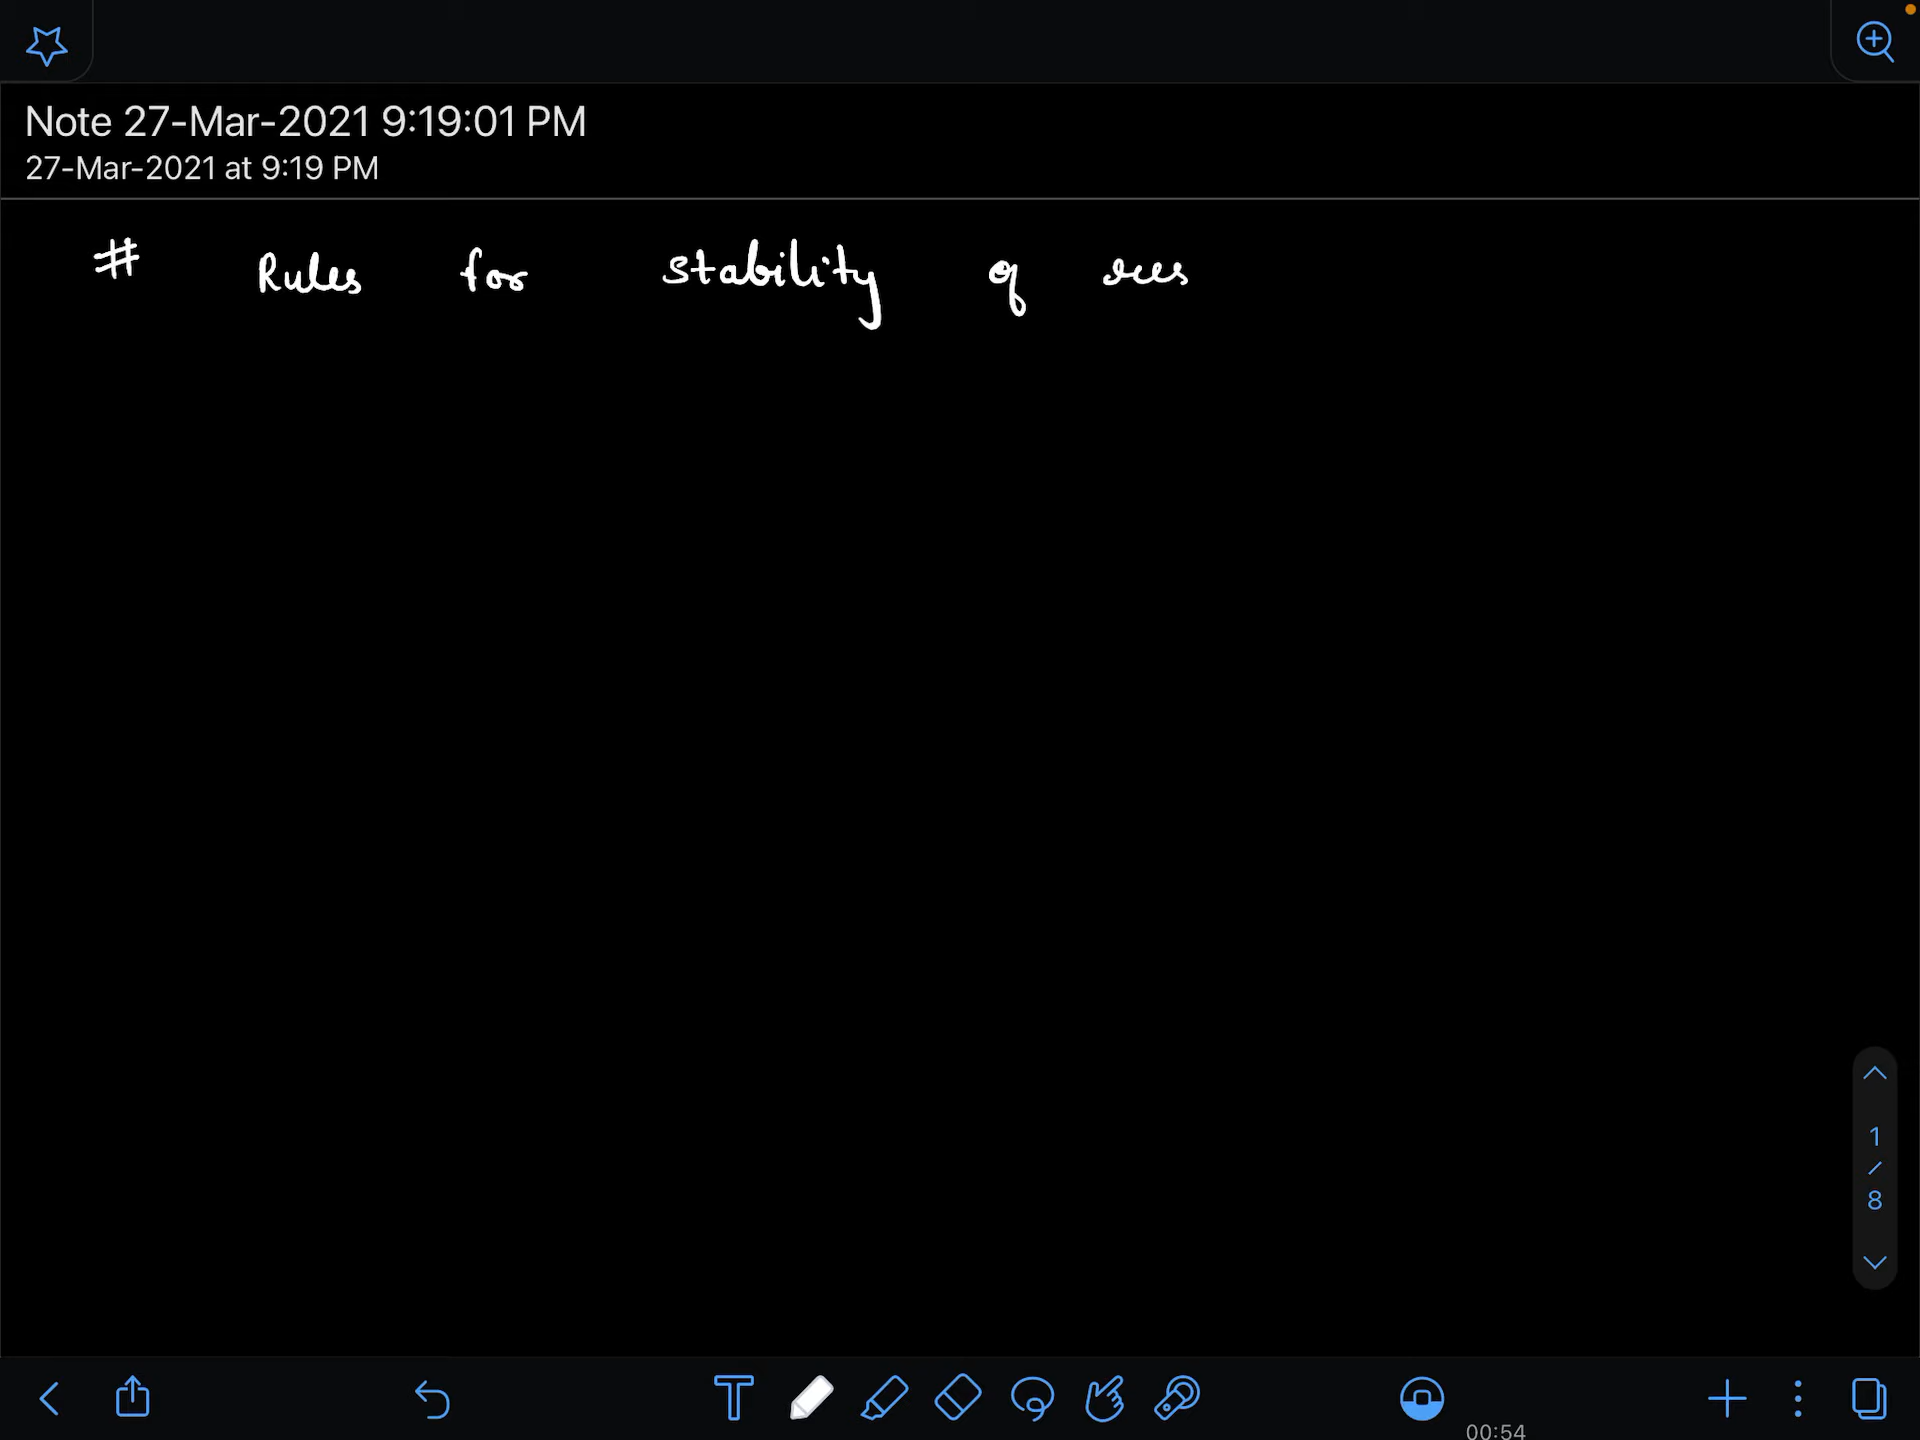 Note 27-Mar-2021 9:19:01 PM
27-Mar-2021 at 9:19 PM
# Rules for stability of res
1
/
8
00:54